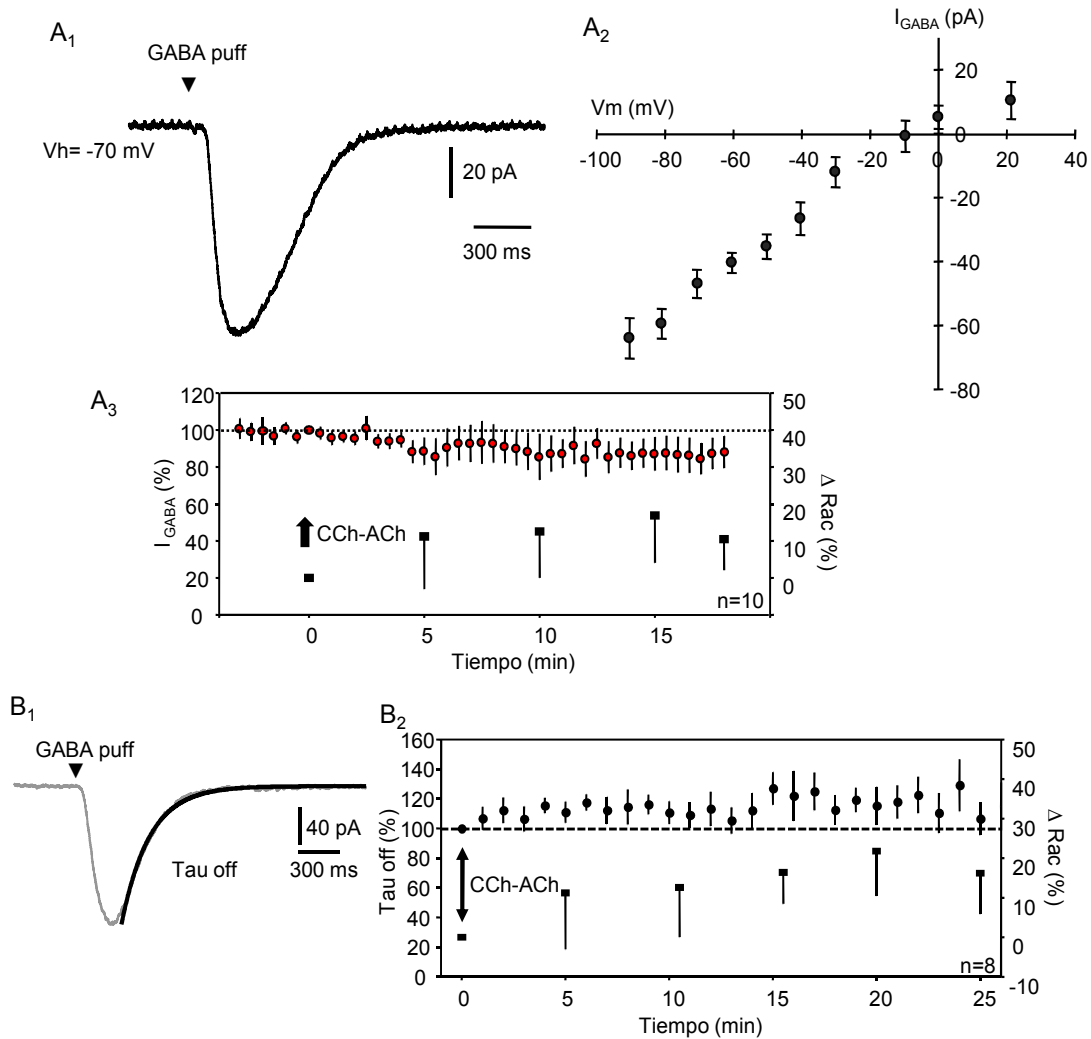 A1
GABA puff
Vh= -70 mV
20 pA
300 ms
A2
IGABA (pA)
Vm (mV)
20
0
-20
-40
-60
-80
-100 -80 -60 -40 -20 0 20 40
A3
IGABA (%)
120
100
80
60
40
20
0
CCh-ACh
n=10
50
40
30
20
10
0
Δ Rac (%)
0 5 10 15
Tiempo (min)
B1
GABA puff
Tau off
40 pA
300 ms
B2
Tau off (%)
160
140
120
100
80
60
40
20
0
CCh-ACh
n=8
50
40
30
20
10
0
-10
Δ Rac (%)
0 5 10 15 20 25
Tiempo (min)